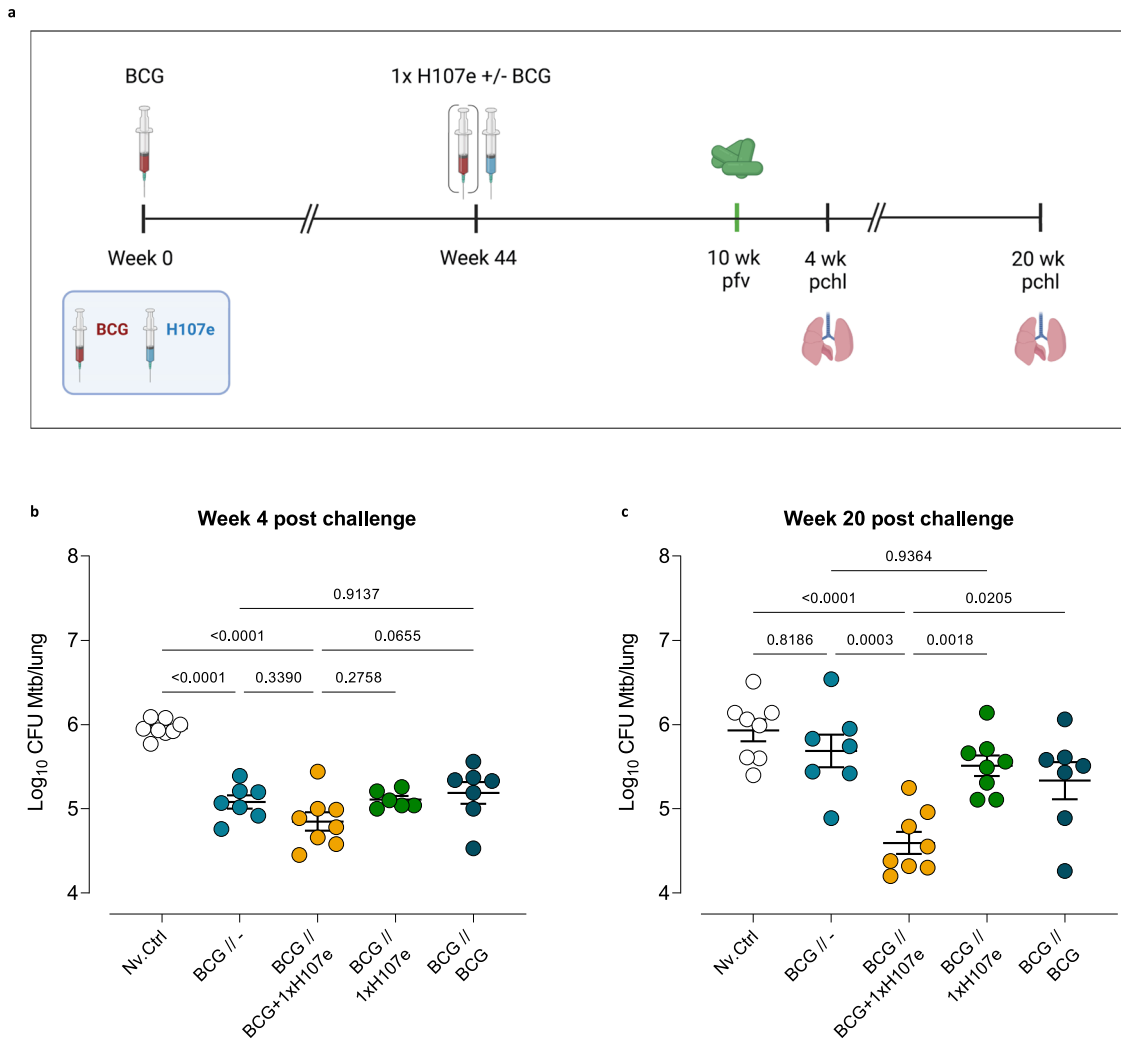 a
BCG
1x H107e +/- BCG
Week 0
Week 44
10 wk
pfv
4 wk
pchl
20 wk
pchl
BCG
H107e
b
Week 4 post challenge
Log10 CFU Mtb/lung
8
7
6
5
4
0.9137
<0.0001
0.0655
<0.0001
0.3390
0.2758
Nv.Ctrl
BCG // -
BCG //
BCG+1xH107e
BCG //
1xH107e
BCG //
BCG
c
Week 20 post challenge
Log10 CFU Mtb/lung
8
7
6
5
4
0.9364
<0.0001
0.0205
0.8186
0.0003
0.0018
Nv.Ctrl
BCG // -
BCG //
BCG+1xH107e
BCG //
1xH107e
BCG //
BCG